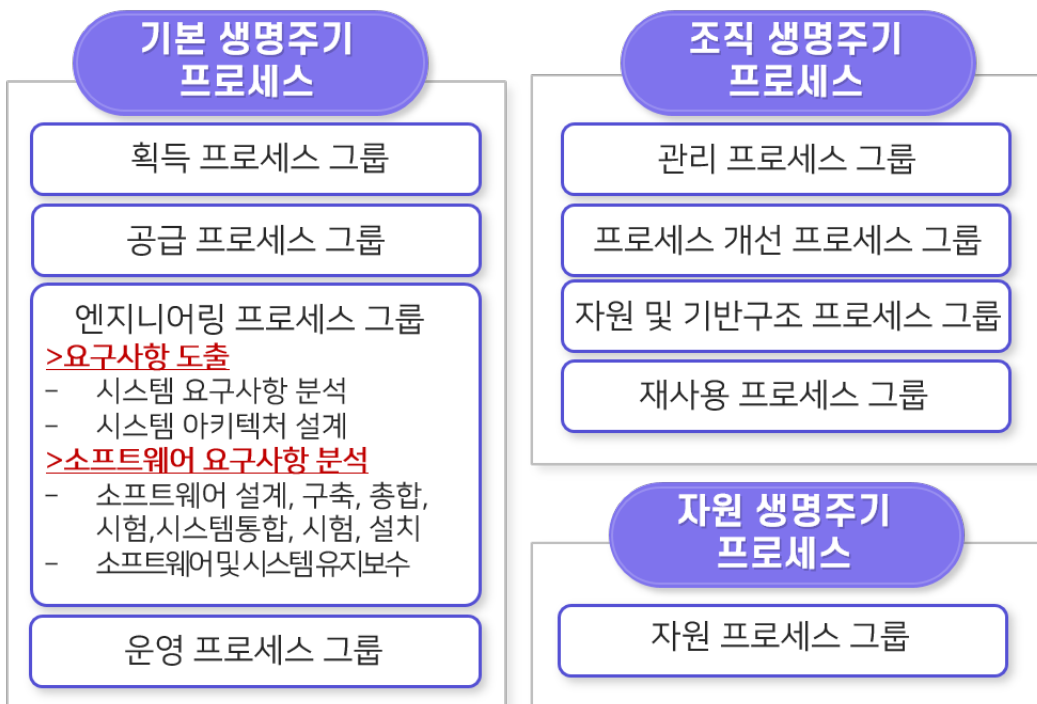 기본 생명주기
프로세스
획득 프로세스 그룹
공급 프로세스 그룹
엔지니어링 프로세스 그룹
>요구사항 도출
- 시스템 요구사항 분석
- 시스템 아키텍처 설계
>소프트웨어 요구사항 분석
- 소프트웨어 설계, 구축, 총합,
시험,시스템통합, 시험, 설치
- 소프트웨어및시스템유지보수
운영 프로세스 그룹
조직 생명주기
프로세스
관리 프로세스 그룹
프로세스 개선 프로세스 그룹
자원 및 기반구조 프로세스 그룹
재사용 프로세스 그룹
자원 생명주기
프로세스
자원 프로세스 그룹